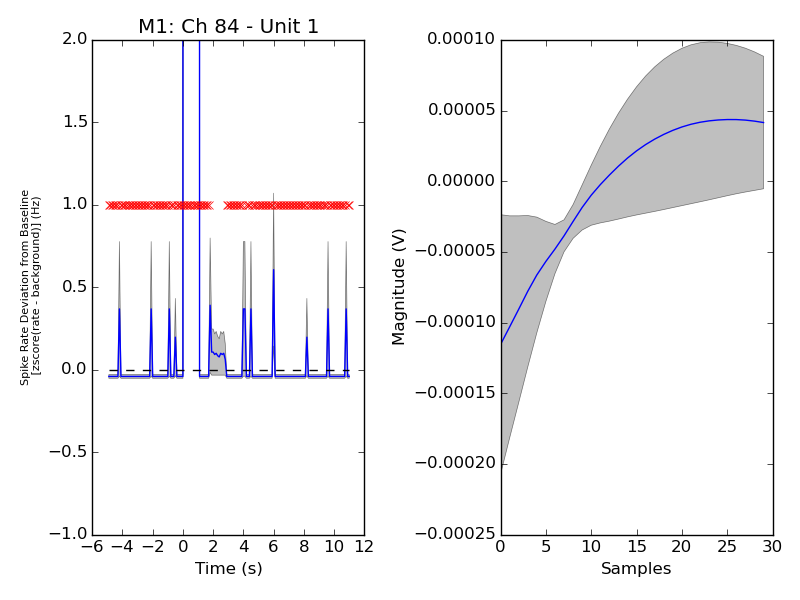 M1: Ch 84 - Unit 1
2.0
1.5
1.0
0.5
0.0
−0.5
−1.0
−6 −4 −2 0 2 4 6 8 10 12
Time (s)
Spike Rate Deviation from Baseline
[zscore(rate - background)] (Hz)
0.00010
0.00005
0.00000
−0.00005
−0.00010
−0.00015
−0.00020
−0.00025
0 5 10 15 20 25 30
Samples
Magnitude (V)